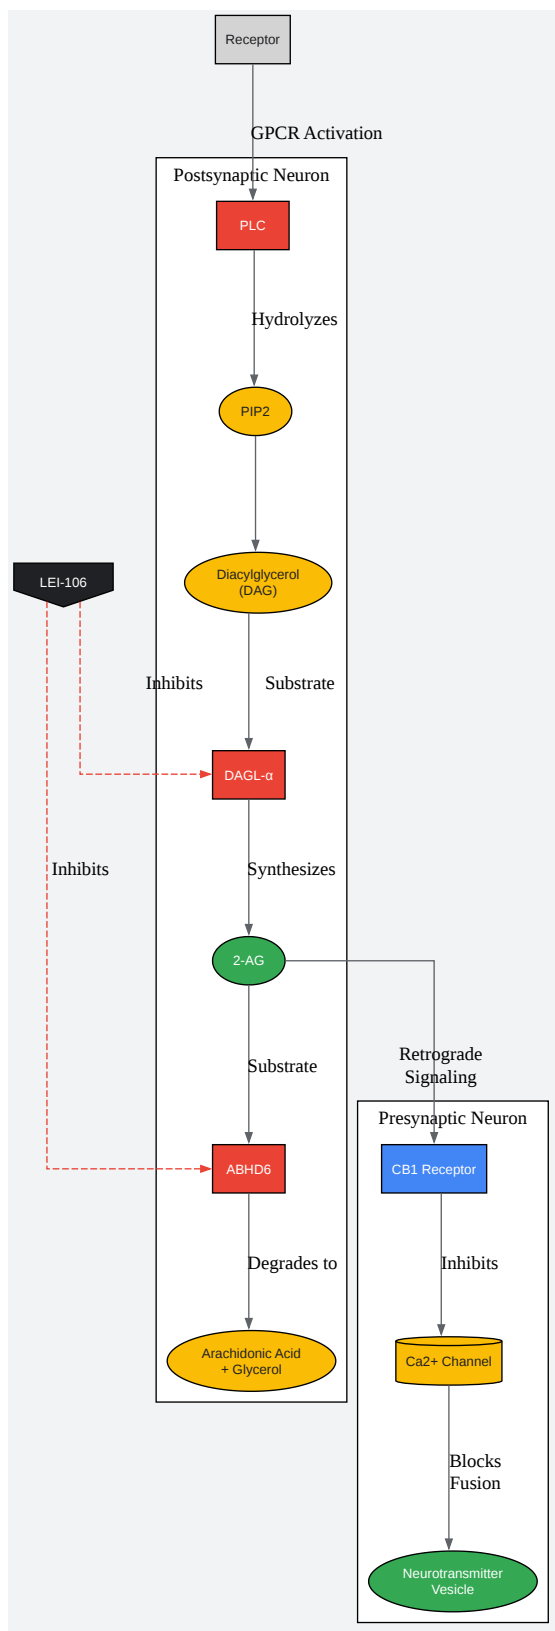 Receptor
GPCR Activation
Postsynaptic Neuron
PLC
Hydrolyzes
PIP2
Diacylglycerol
(DAG)
LEI-106
Inhibits
Substrate
DAGL-α
Inhibits
Synthesizes
2-AG
Retrograde
Signaling
Substrate
Presynaptic Neuron
ABHD6
CB1 Receptor
Degrades to
Inhibits
Arachidonic Acid
+ Glycerol
Ca2+ Channel
Blocks
Fusion
Neurotransmitter
Vesicle